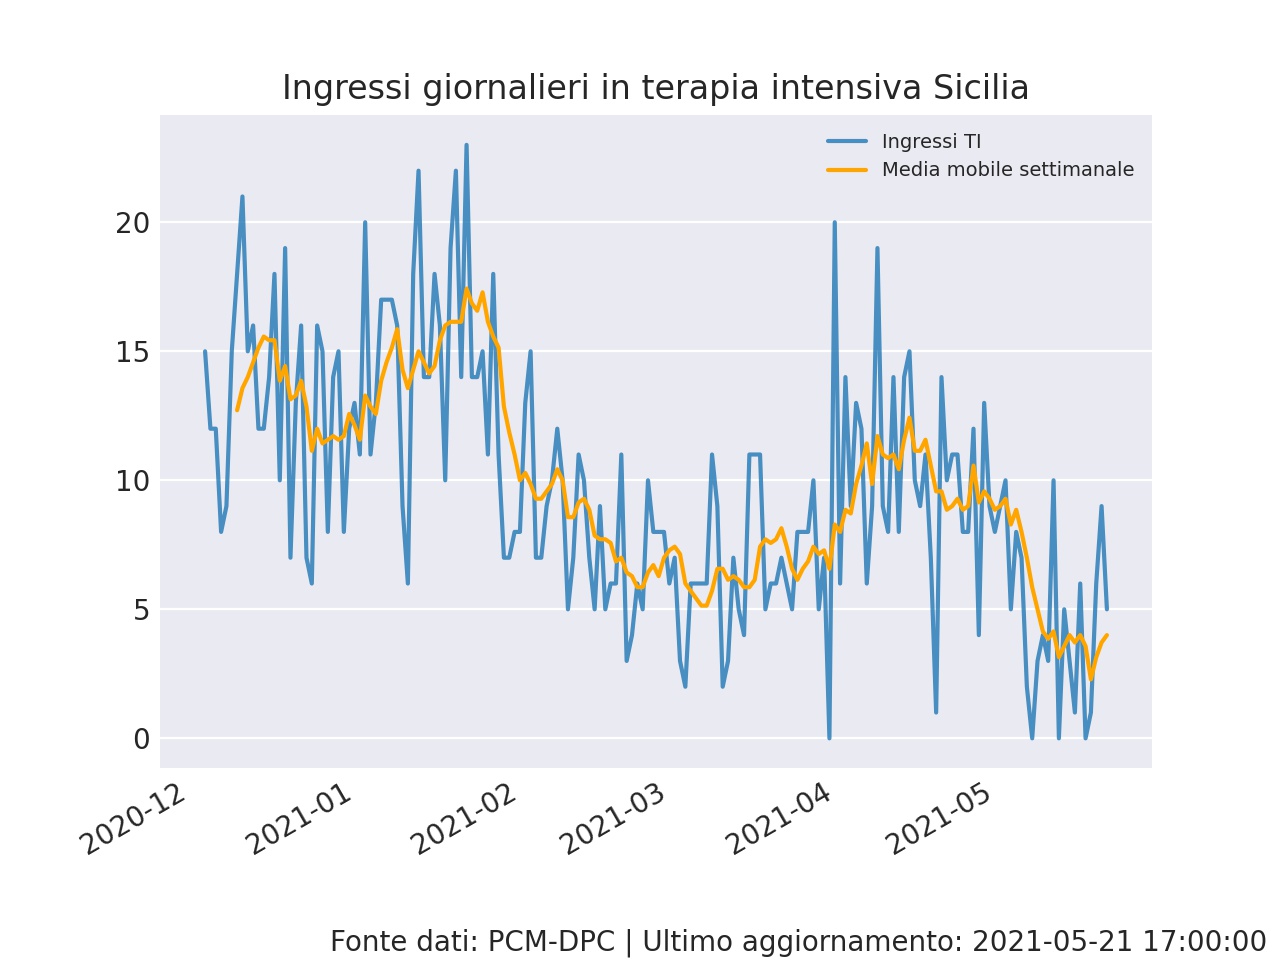 Ingressi giornalieri in terapia intensiva Sicilia
Ingressi TI
Media mobile settimanale
20
15
10
5
0
2020-12
2021-01
2021-02
2021-03
2021-04
2021-05
Fonte dati: PCM-DPC | Ultimo aggiornamento: 2021-05-21 17:00:00